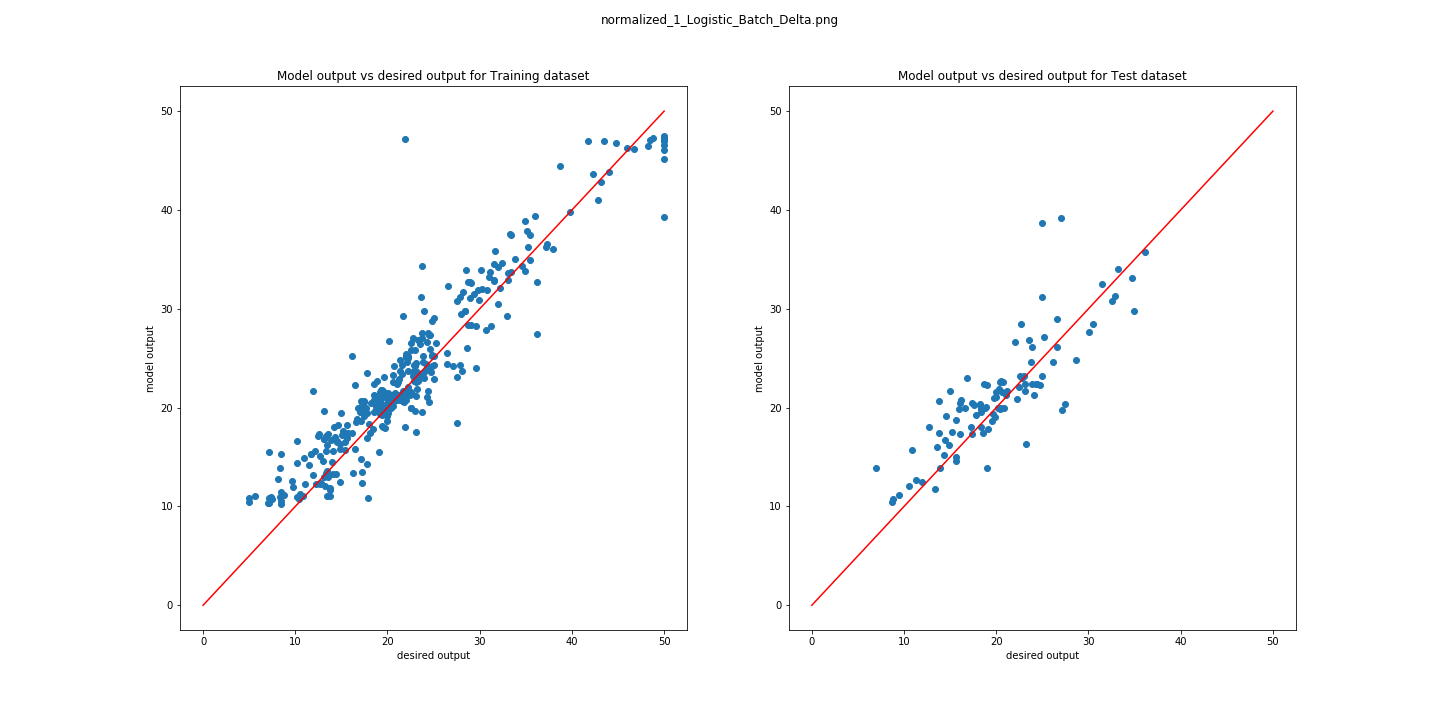 normalized_1_Logistic_Batch_Delta.png
Model output vs desired output for Training dataset
50
40
30
20
10
0
model output
0 10 20 30 40 50
desired output
Model output vs desired output for Test dataset
50
40
30
20
10
0
model output
0 10 20 30 40 50
desired output